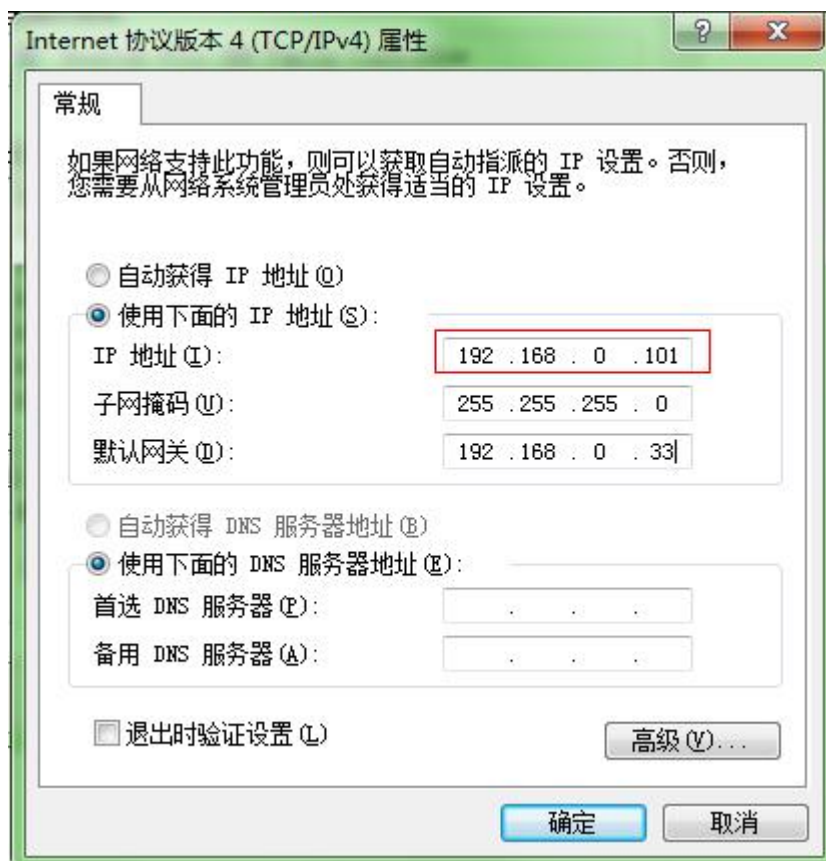 Internet 协议版本 4 (TCP/IPv4) 属性
常规
如果网络支持此功能，则可以获取自动指派的 IP 设置。否则，
您需要从网络系统管理员处获得适当的 IP 设置。
自动获得 IP 地址(O)
使用下面的 IP 地址(S):
IP 地址(I): 192 .168 . 0 .101
子网掩码(U): 255 .255 .255 . 0
默认网关(D): 192 .168 . 0 . 33
自动获得 DNS 服务器地址(B)
使用下面的 DNS 服务器地址(E):
首选 DNS 服务器(P): . . .
备用 DNS 服务器(A): . . .
退出时验证设置(L)
高级(V)...
确定 取消